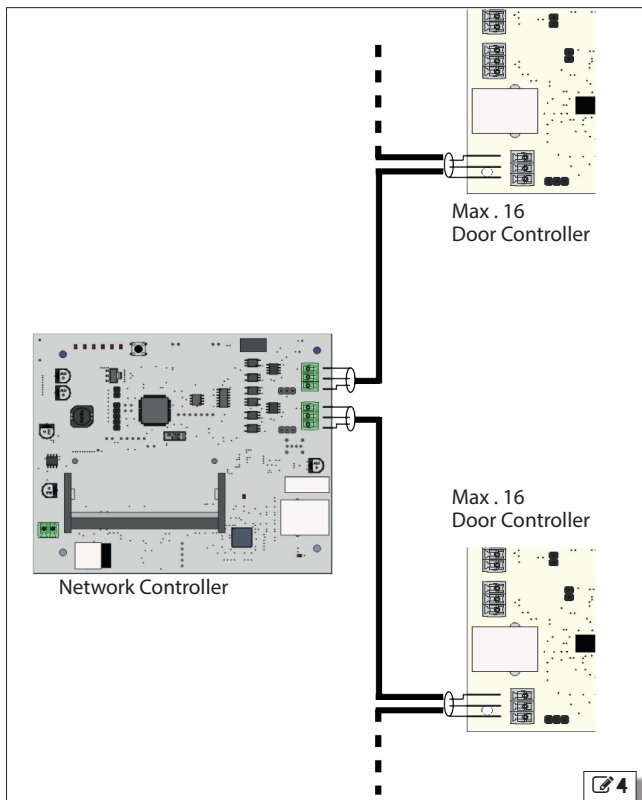 Max . 16
Door Controller
Network Controller
Max . 16
Door Controller
4